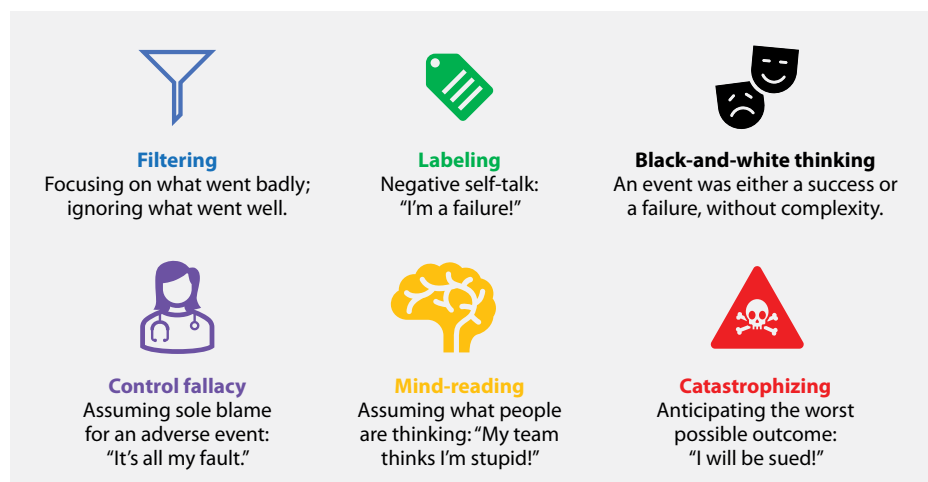 Filtering
Focusing on what went badly;
ignoring what went well.
Labeling
Negative self-talk:
“I’m a failure!”
Black-and-white thinking
An event was either a success or
a failure, without complexity.
Control fallacy
Assuming sole blame
for an adverse event:
“It’s all my fault.”
Mind-reading
Assuming what people
are thinking: “My team
thinks I’m stupid!”
Catastrophizing
Anticipating the worst
possible outcome:
“I will be sued!”